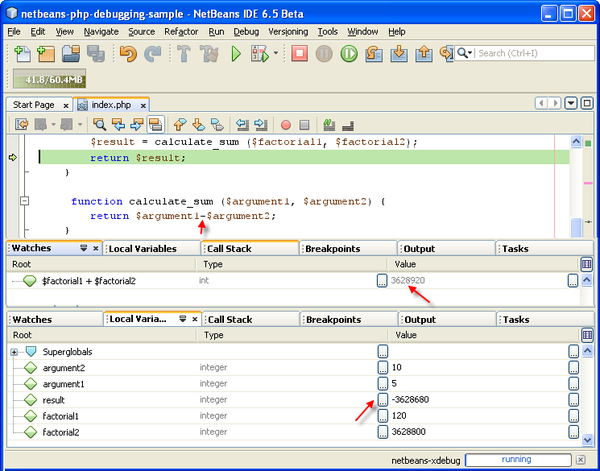 netbeans-php-debugging-sample - NetBeans IDE 6.5 Beta
File Edit View Navigate Source Refactor Run Debug Versioning Tools Window Help
Search (Ctrl+I)
41.8/60.4MB
Start Page index.php
$result = calculate_sum ($factorial1, $factorial2);
return $result;
}
function calculate_sum ($argument1, $argument2) {
return $argument1-$argument2;
}
Watches Local Variables Call Stack Breakpoints Output Tasks
Root Type Value
$factorial1 + $factorial2 int ... 3628920 ...
Watches Local Varia... Call Stack Breakpoints Output Tasks
Root Type Value
Superglobals ... ...
argument2 integer ... 10 ...
argument1 integer ... 5 ...
result integer ... -3628680 ...
factorial1 integer ... 120 ...
factorial2 integer ... 3628800 ...
netbeans-xdebug running